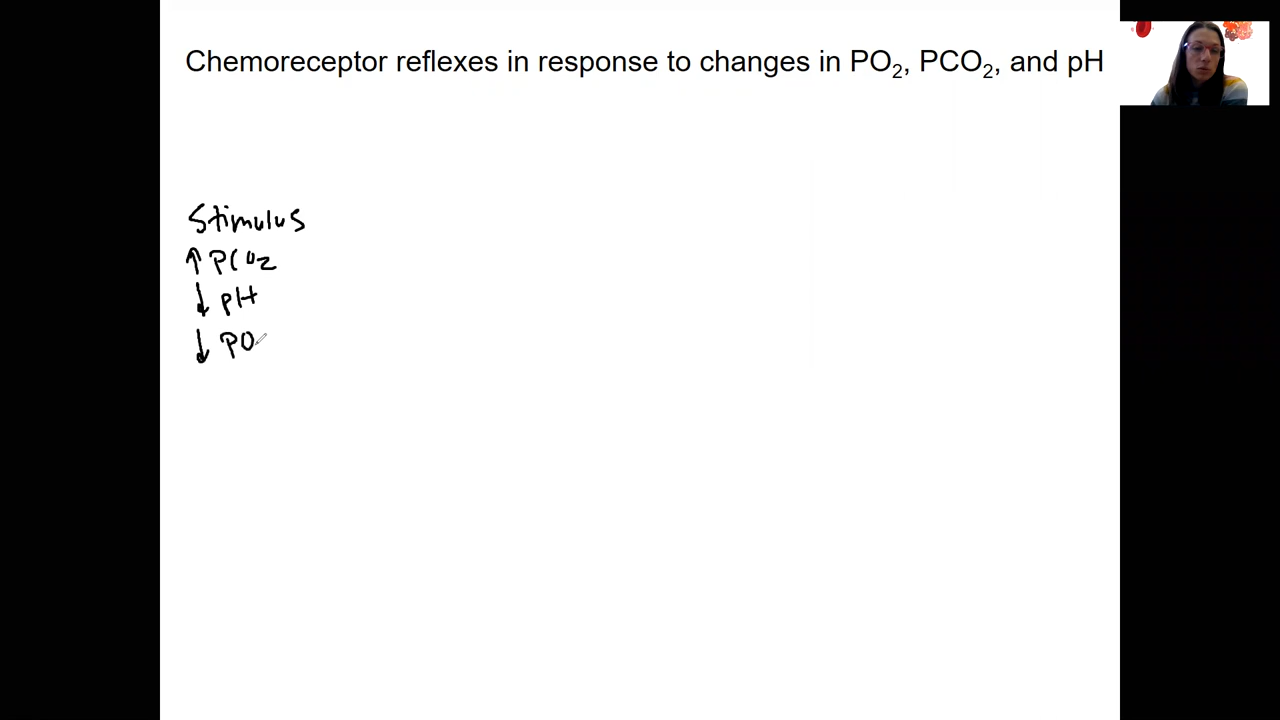 Chemoreceptor reflexes in response to changes in PO₂, PCO₂, and pH
Stimulus
↑ PCO₂
↓ pH
↓ PO